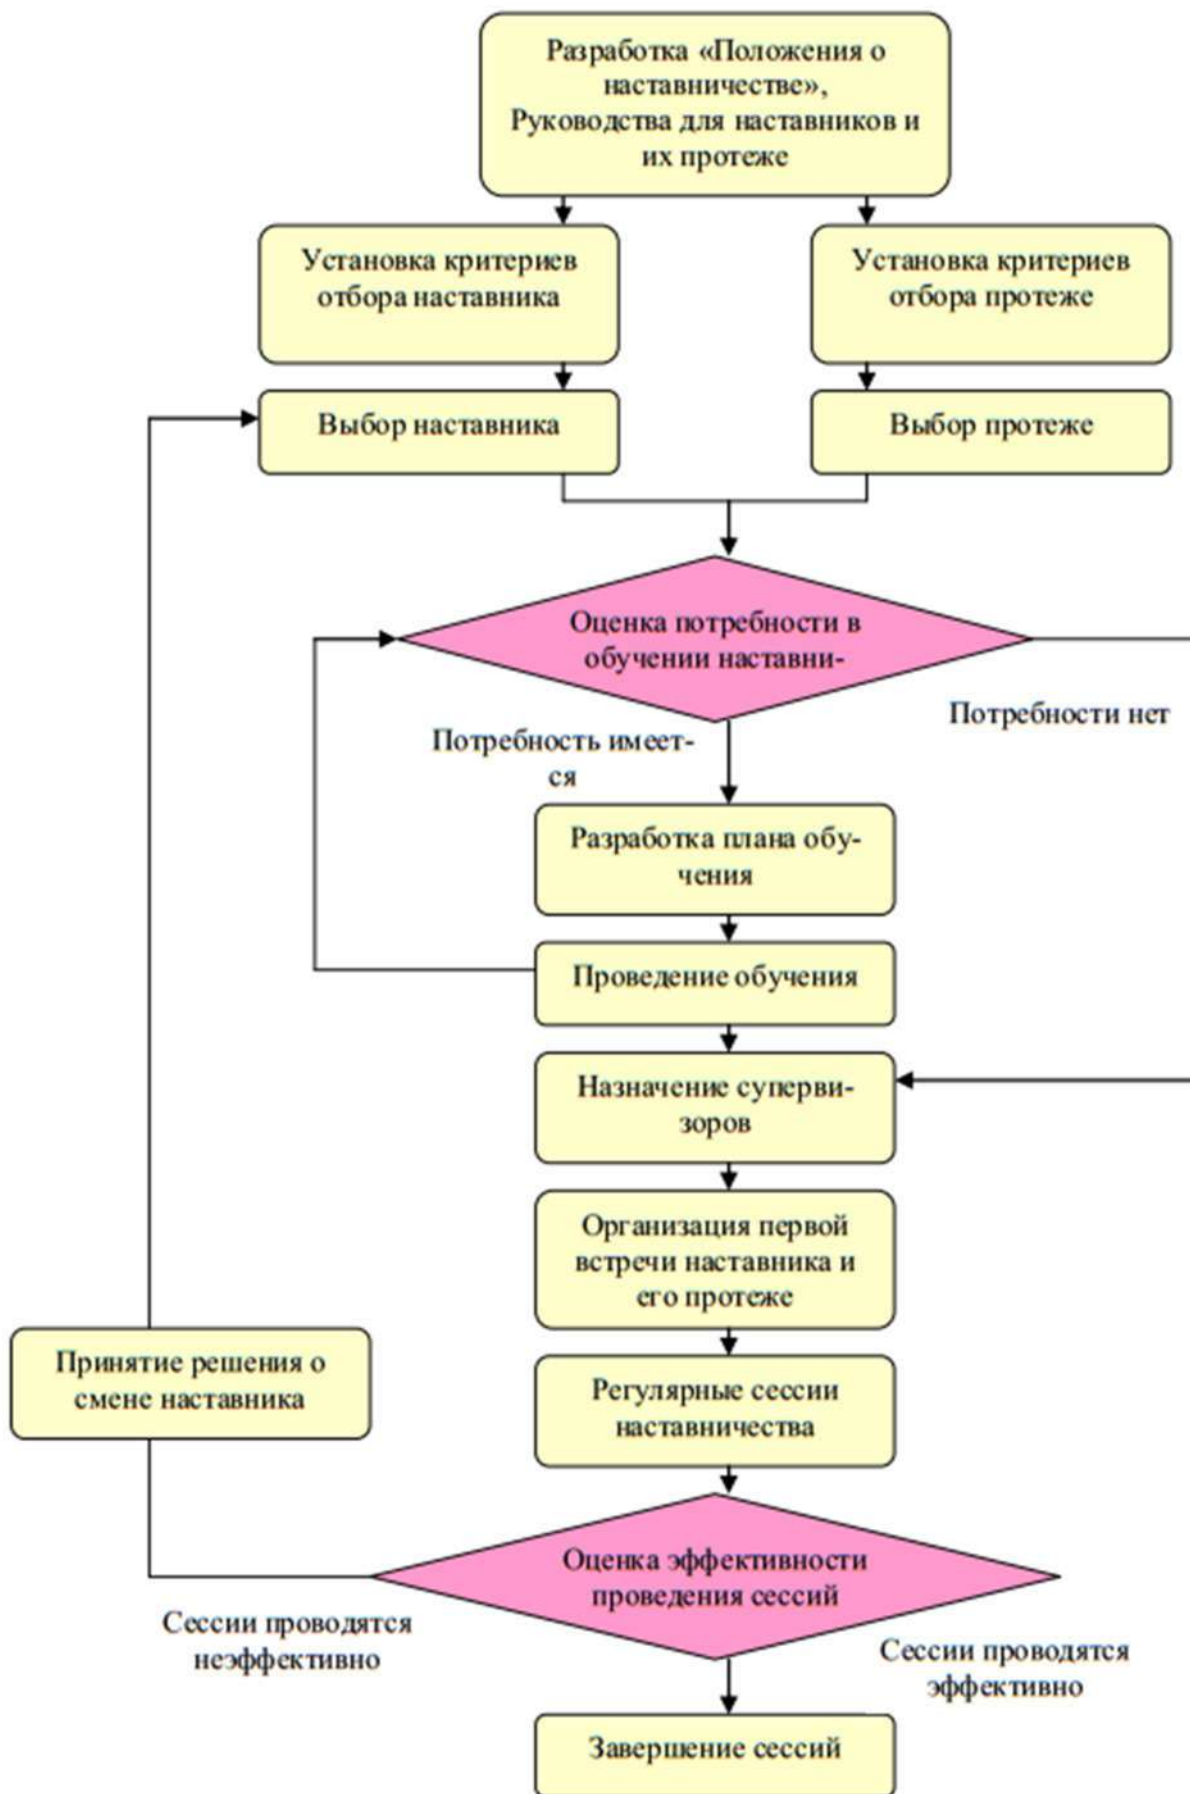 Разработка «Положения о
наставничестве»,
Руководства для наставников и
их протеже
Установка критериев
отбора наставника
Установка критериев
отбора протеже
Выбор наставника
Выбор протеже
Оценка потребности в
обучении наставни-
Потребности нет
Потребность имеет-
ся
Разработка плана обу-
чения
Проведение обучения
Назначение суперви-
зоров
Организация первой
встречи наставника и
его протеже
Принятие решения о
смене наставника
Регулярные сессии
наставничества
Оценка эффективности
проведения сессий
Сессии проводятся
неэффективно
Сессии проводятся
эффективно
Завершение сессий